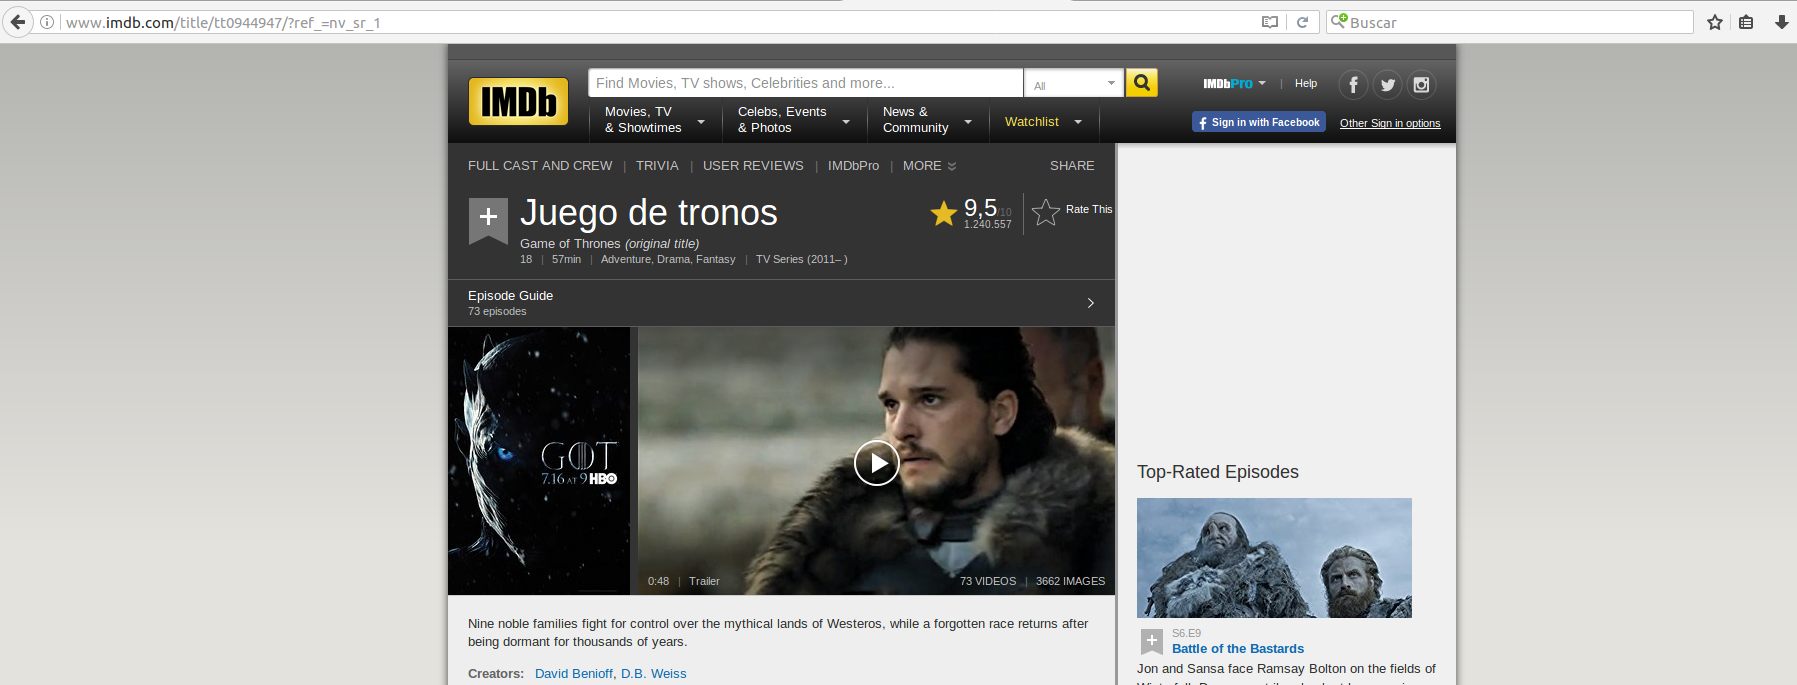 www.imdb.com/title/tt0944947/?ref_=nv_sr_1
Buscar
IMDb
Find Movies, TV shows, Celebrities and more...
All
IMDbPro
|
Help
Movies, TV
& Showtimes
Celebs, Events
& Photos
News &
Community
Watchlist
f Sign in with Facebook
Other Sign in options
FULL CAST AND CREW | TRIVIA | USER REVIEWS | IMDbPro | MORE
SHARE
Juego de tronos
9,5/10
1.240.557
Rate This
Game of Thrones (original title)
18 | 57min | Adventure, Drama, Fantasy | TV Series (2011– )
Episode Guide
73 episodes
GOT
7.16 AT 9 HBO
0:48 | Trailer
73 VIDEOS | 3662 IMAGES
Nine noble families fight for control over the mythical lands of Westeros, while a forgotten race returns after
being dormant for thousands of years.
Creators: David Benioff, D.B. Weiss
Top-Rated Episodes
S6.E9
Battle of the Bastards
Jon and Sansa face Ramsay Bolton on the fields of